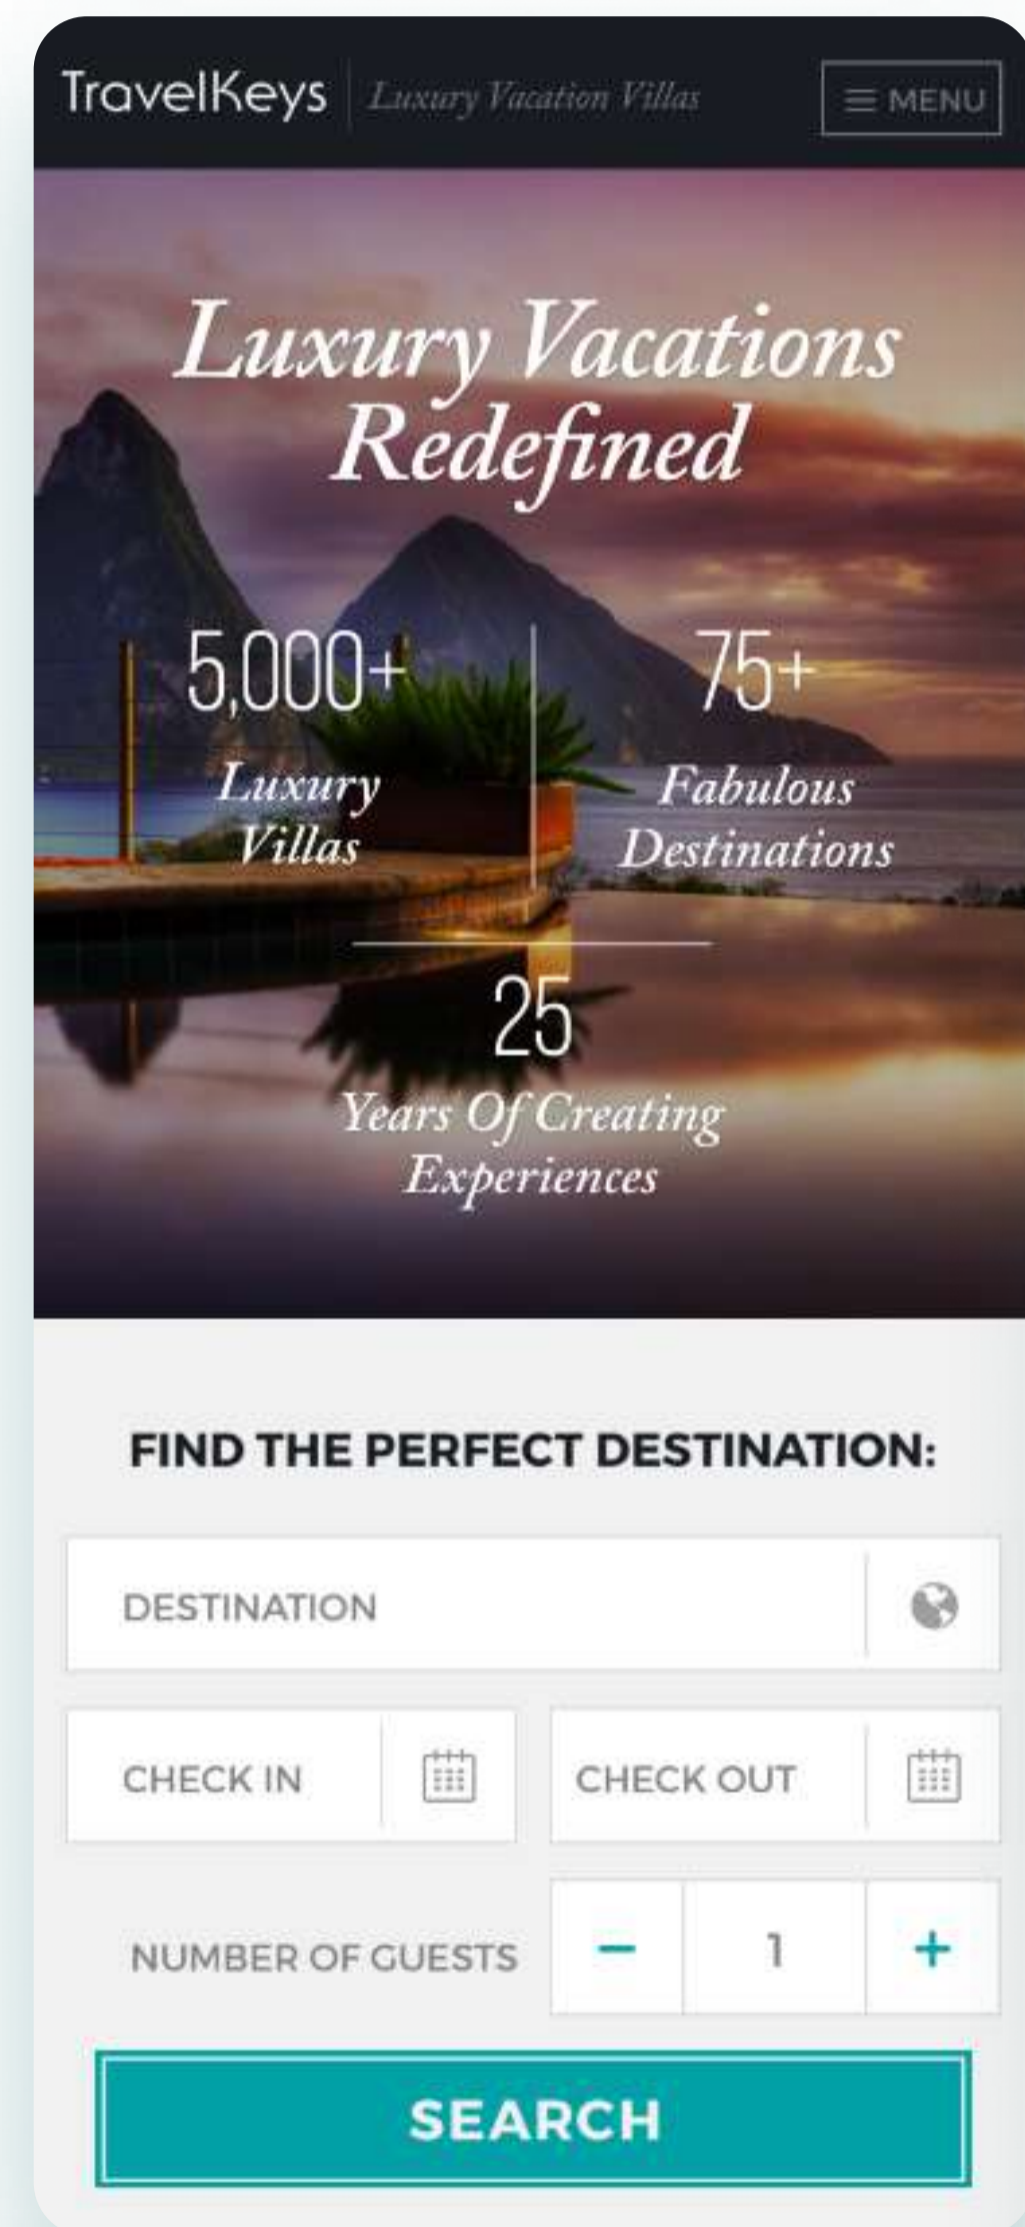 TravelKeys
Luxury Vacation Villas
MENU
Luxury Vacations
Redefined
5,000+
Luxury
Villas
75+
Fabulous
Destinations
25
Years Of Creating
Experiences
FIND THE PERFECT DESTINATION:
DESTINATION
CHECK IN
CHECK OUT
NUMBER OF GUESTS
1
SEARCH